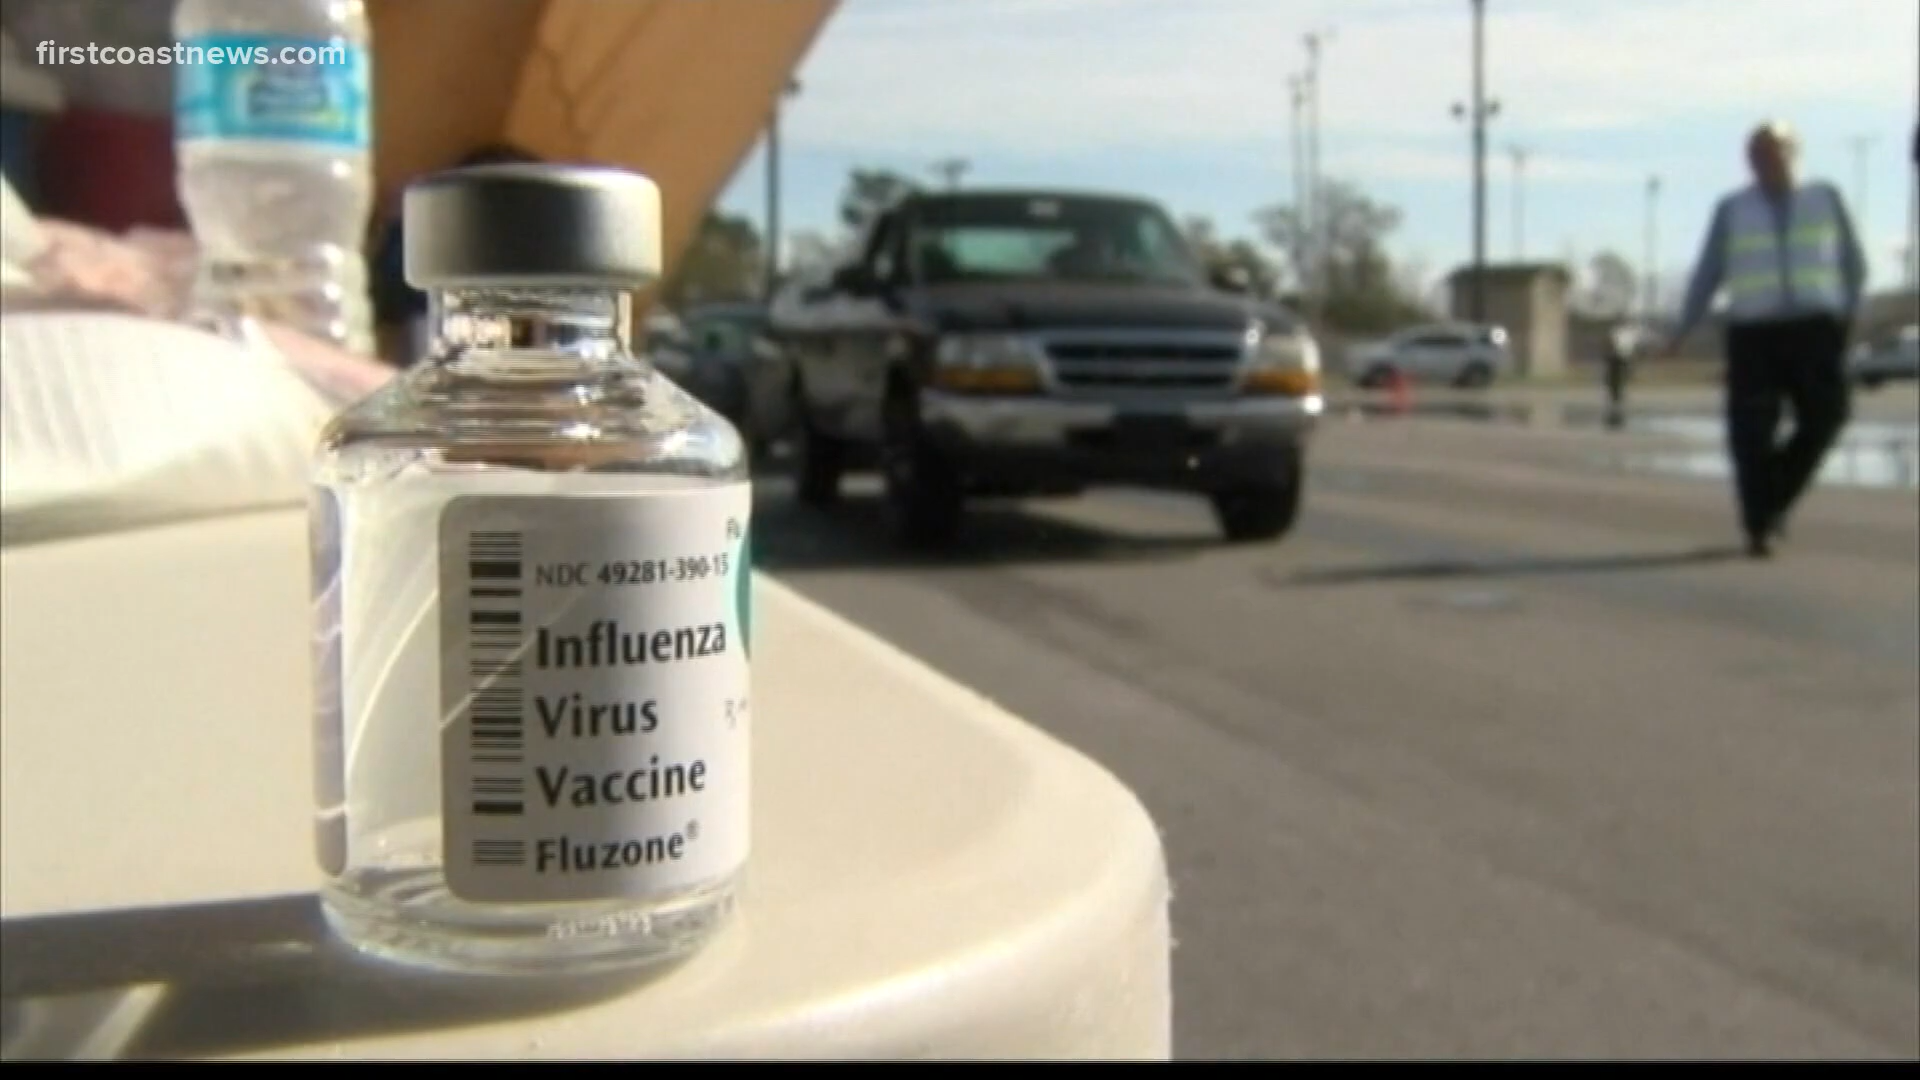 firstcoastnews.com
NDC 49281-390-15
Influenza
Virus
Vaccine
Fluzone®